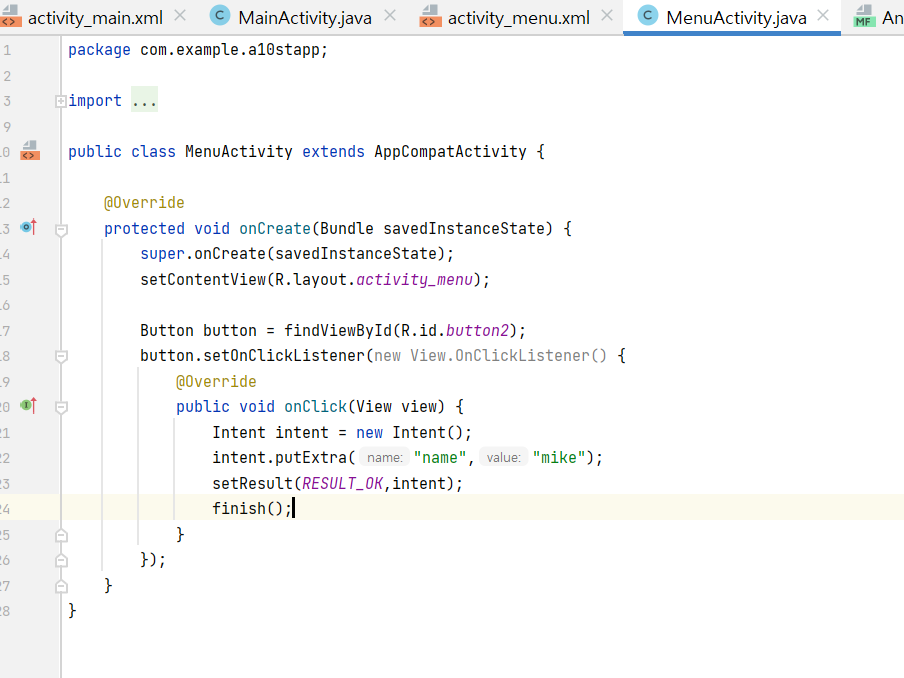 activity_main.xml MainActivity.java activity_menu.xml MenuActivity.java An
1 package com.example.a10stapp;
2
3 import ...
9
10 public class MenuActivity extends AppCompatActivity {
11
12 @Override
13 protected void onCreate(Bundle savedInstanceState) {
14 super.onCreate(savedInstanceState);
15 setContentView(R.layout.activity_menu);
16
17 Button button = findViewById(R.id.button2);
18 button.setOnClickListener(new View.OnClickListener() {
19 @Override
20 public void onClick(View view) {
21 Intent intent = new Intent();
22 intent.putExtra( name: "name", value: "mike");
23 setResult(RESULT_OK,intent);
24 finish();
25 }
26 });
27 }
28 }